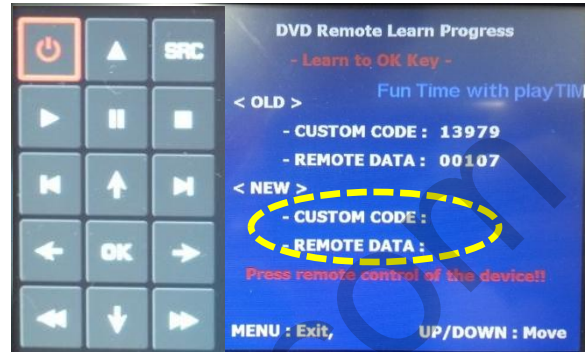 SRC
OK
DVD Remote Learn Progress
- Learn to OK Key -
Fun Time with playTIM
< OLD >
- CUSTOM CODE : 13979
- REMOTE DATA : 00107
< NEW >
- CUSTOM CODE :
- REMOTE DATA :
Press remote control of the device!!
MENU : Exit, UP/DOWN : Move